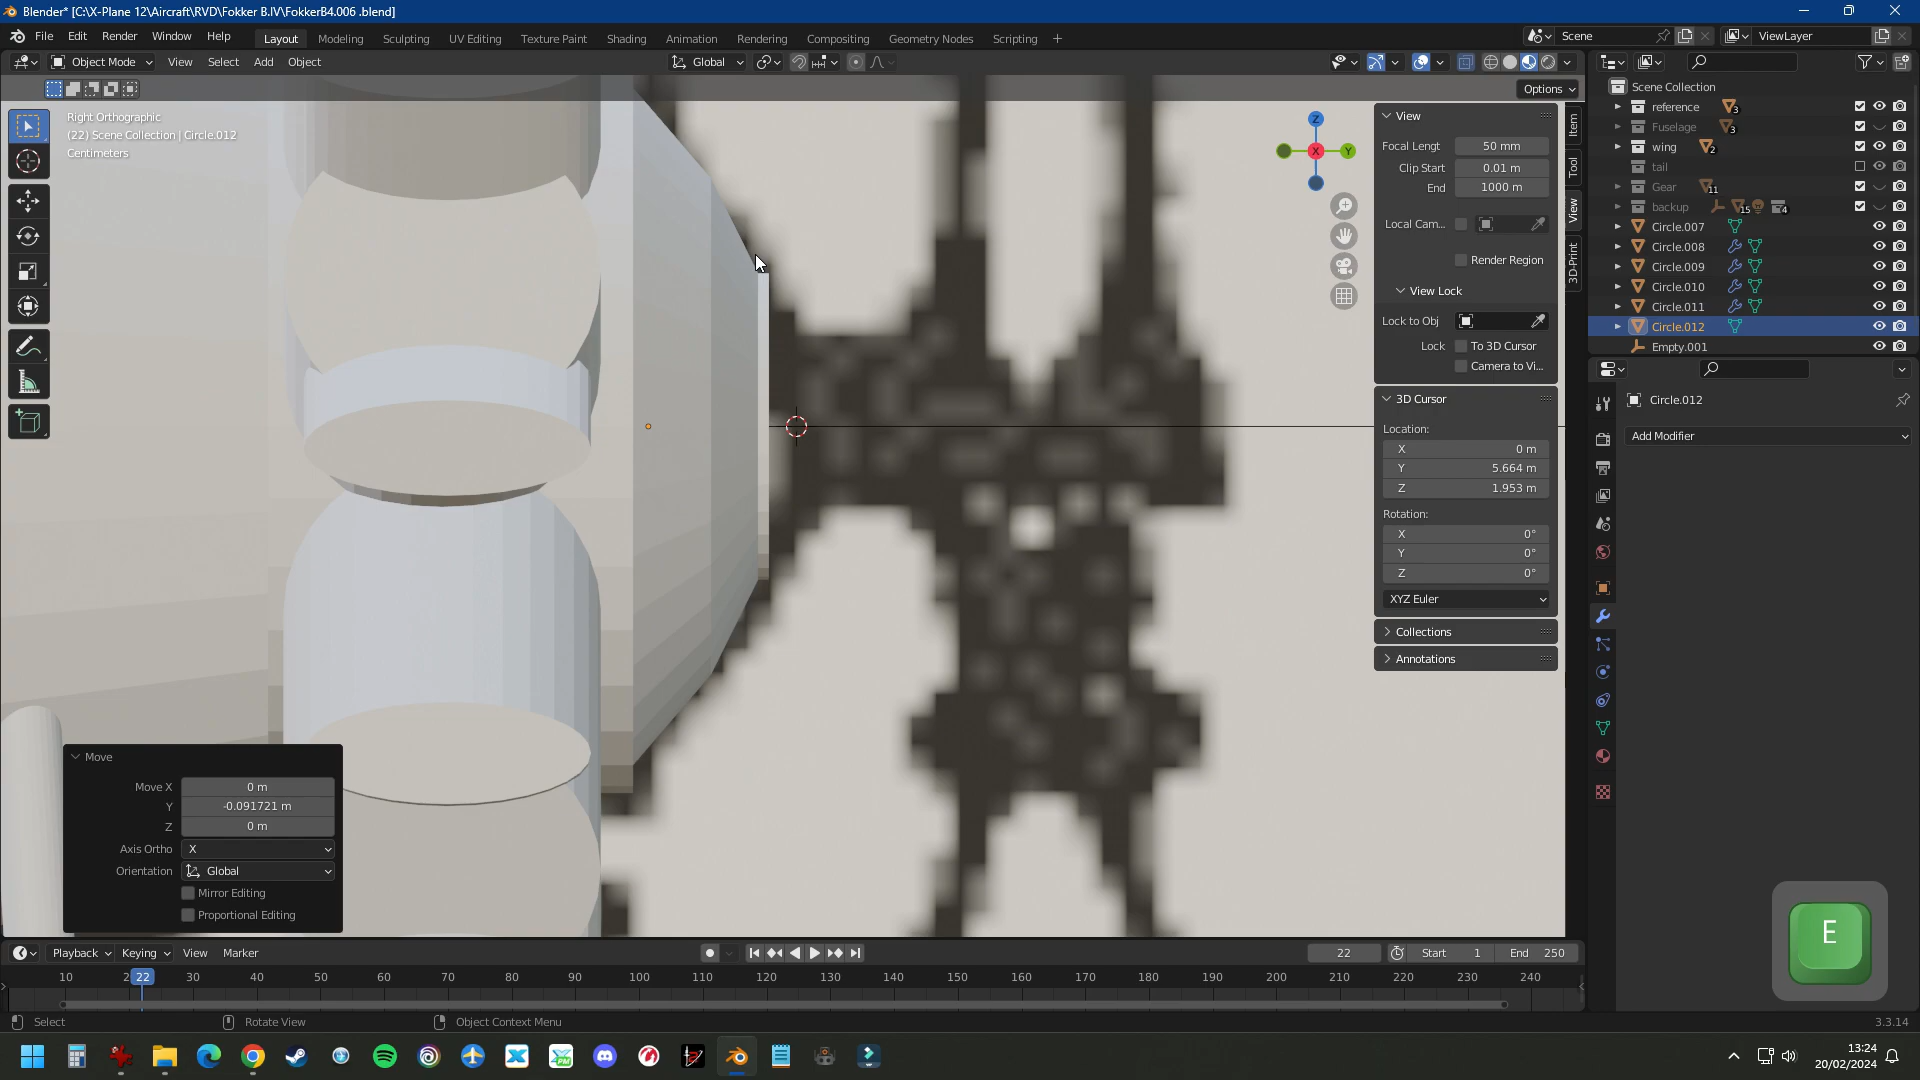 Blender* [C:\X-Plane 12\Aircraft\RVD\Fokker B.IV\FokkerB4.006 .blend]
File Edit Render Window Help Layout Modeling Sculpting UV Editing Texture Paint Shading Animation Rendering Compositing Geometry Nodes Scripting + Scene ViewLayer
Object Mode View Select Add Object Global
Options
Right Orthographic
(22) Scene Collection | Circle.012
Centimeters
Z
X
Y
View
Focal Lengt 50 mm
Clip Start 0.01 m
End 1000 m
Local Cam...
Render Region
View Lock
Lock to Obj
Lock To 3D Cursor
Camera to Vi...
3D Cursor
Location:
X 0 m
Y 5.664 m
Z 1.953 m
Rotation:
X 0°
Y 0°
Z 0°
XYZ Euler
Collections
Annotations
Item
Tool
View
3D-Print
Scene Collection
reference 3
Fuselage 3
wing 2
tail
Gear 11
backup 15 4
Circle.007
Circle.008
Circle.009
Circle.010
Circle.011
Circle.012
Empty.001
Circle.012
Add Modifier
Move
Move X 0 m
Y -0.091721 m
Z 0 m
Axis Ortho X
Orientation Global
Mirror Editing
Proportional Editing
E
Playback Keying View Marker 22 Start 1 End 250
10 2 22 30 40 50 60 70 80 90 100 110 120 130 140 150 160 170 180 190 200 210 220 230 240
Select Rotate View Object Context Menu 3.3.14
13:24
20/02/2024